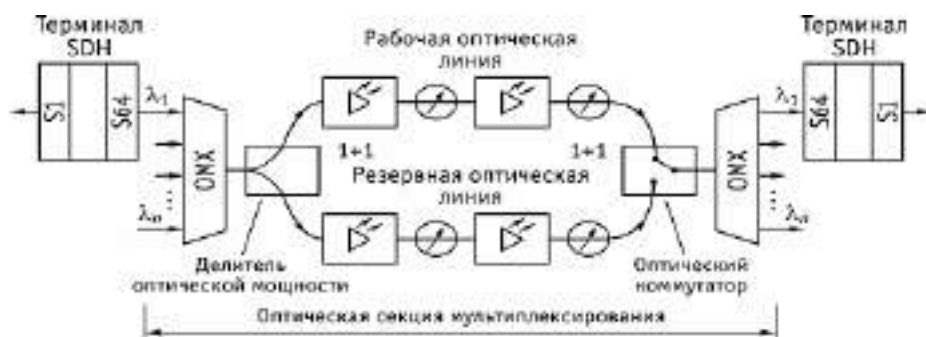 Терминал
SDH
Рабочая оптическая
линия
Терминал
SDH
S1
S64
λ1
λ1
S64
S1
ОМХ
1+1
1+1
ОМХ
Резервная оптическая
линия
λn
λn
Делитель
оптической мощности
Оптический
коммутатор
Оптическая секция мультиплексирования